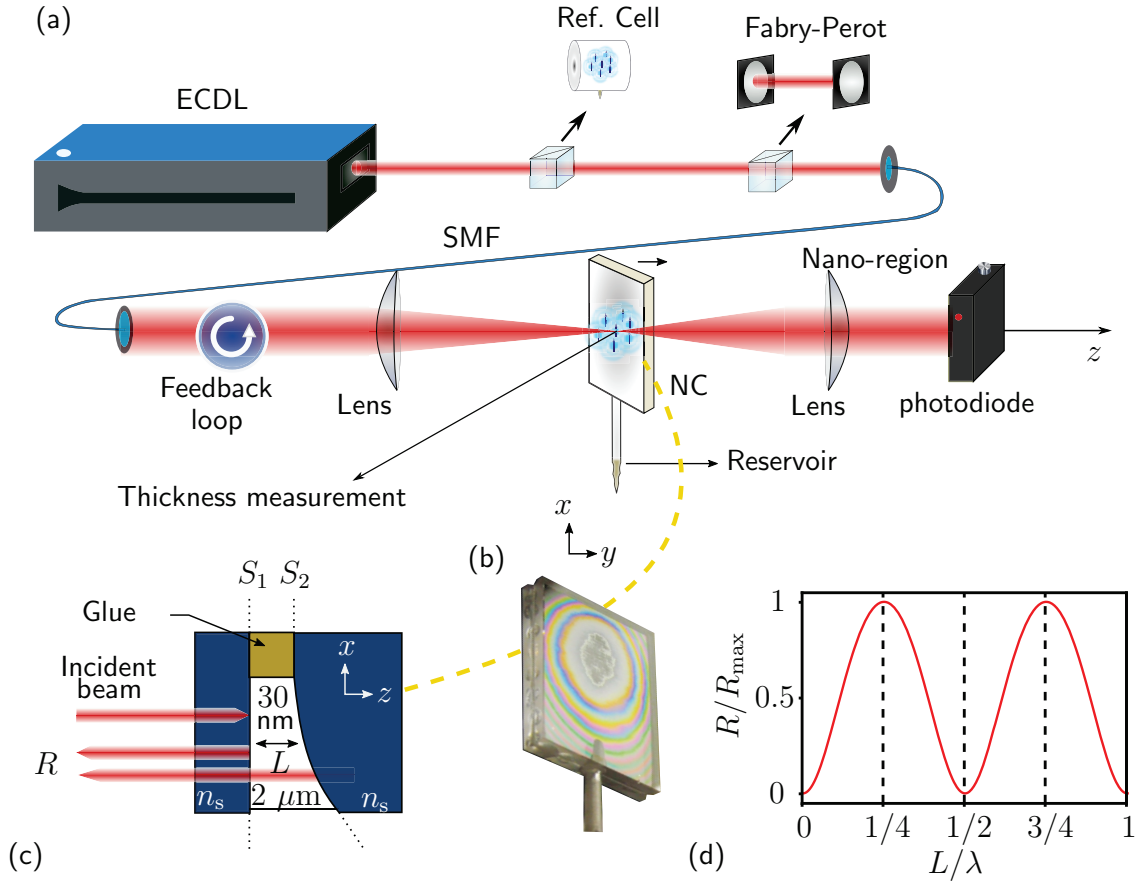 (a)
Ref. Cell
Fabry-Perot
ECDL
SMF
Nano-region
z
Feedback
loop
Lens
NC
Lens
photodiode
Reservoir
Thickness measurement
x
y
(b)
S1 S2
Glue
Incident
beam
x
z
30
nm
L
R
ns
2 μm
ns
(c)
R/Rmax
1
0.5
0
0 1/4 1/2 3/4 1
L/λ
(d)